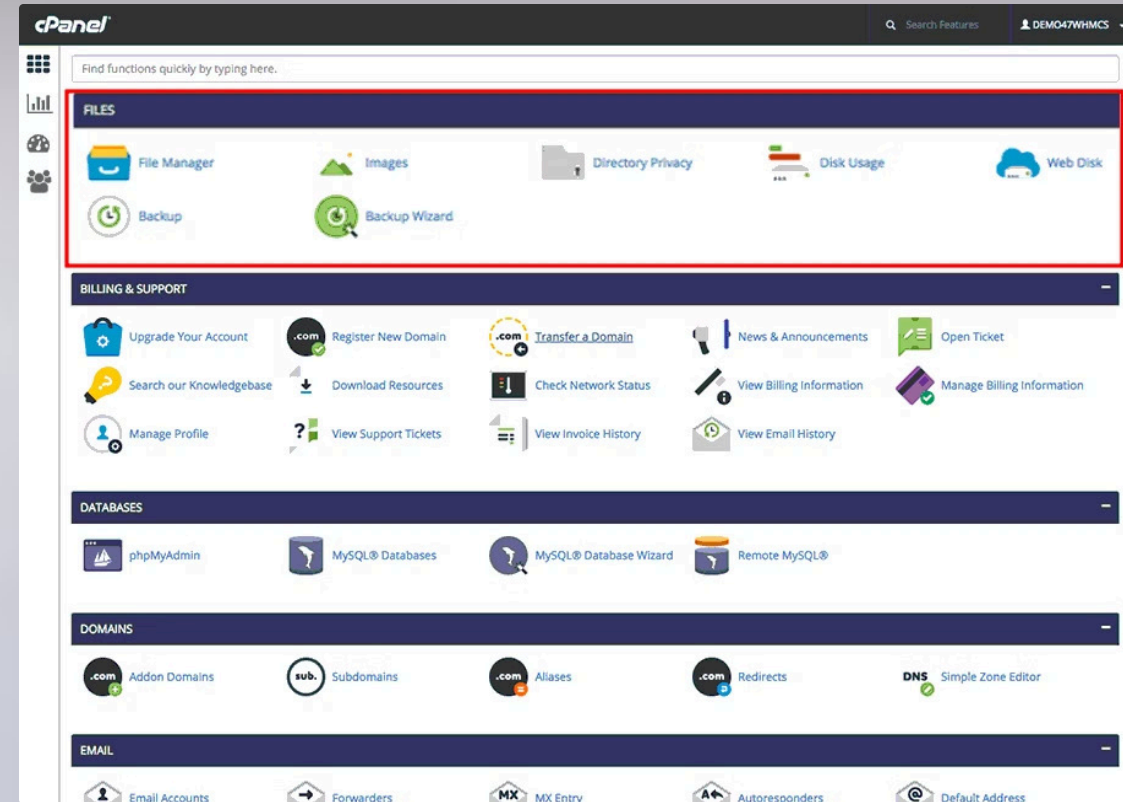 cPanel
Search Features
DEMO47WHMCS
Find functions quickly by typing here.
FILES
File Manager Images Directory Privacy Disk Usage Web Disk
Backup Backup Wizard
BILLING & SUPPORT
Upgrade Your Account .com Register New Domain .com Transfer a Domain News & Announcements Open Ticket
Search our Knowledgebase Download Resources Check Network Status View Billing Information Manage Billing Information
Manage Profile ? View Support Tickets View Invoice History View Email History
DATABASES
phpMyAdmin MySQL® Databases MySQL® Database Wizard Remote MySQL®
DOMAINS
.com Addon Domains sub. Subdomains .com Aliases .com Redirects DNS Simple Zone Editor
EMAIL
Email Accounts Forwarders MX MX Entry A Autoresponders @ Default Address